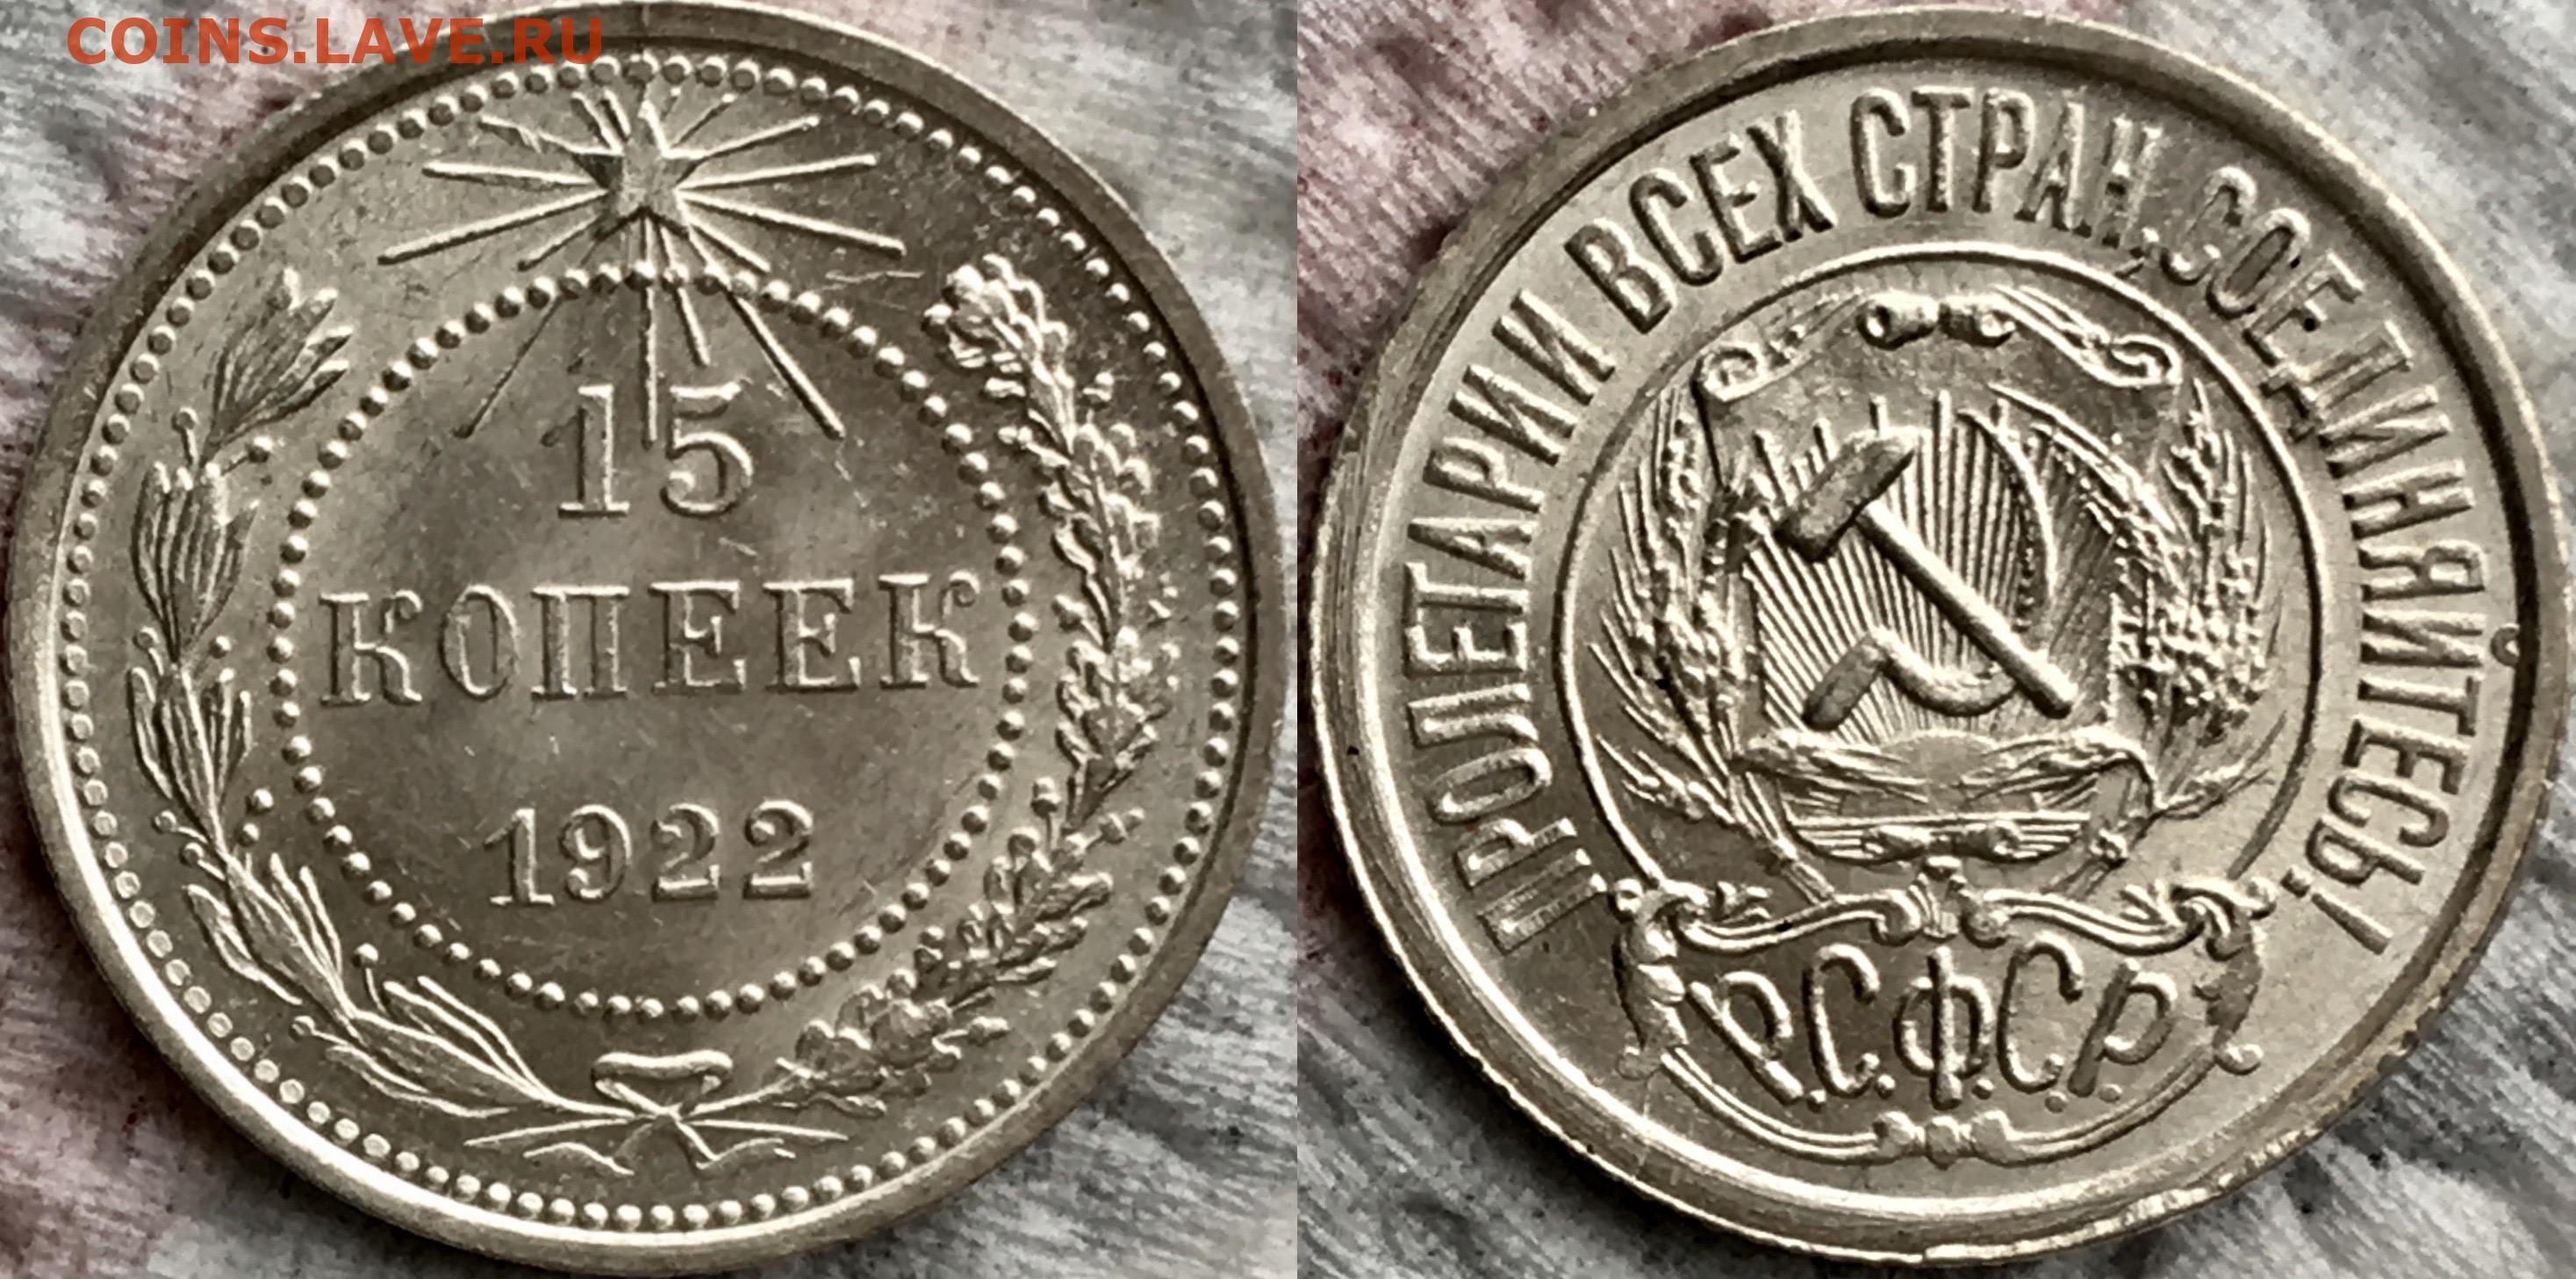 COINS.LAVE.RU
15
КОПЕЕК
1922
ПРОЛЕТАРИИ ВСЕХ СТРАН, СОЕДИНЯЙТЕСЬ!
Р.С.Ф.С.Р.